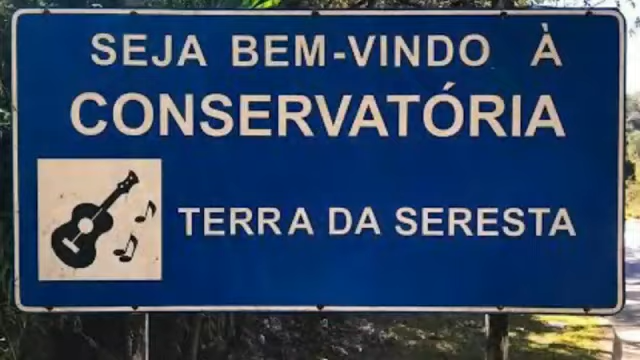 SEJA BEM-VINDO À
CONSERVATÓRIA
TERRA DA SERESTA